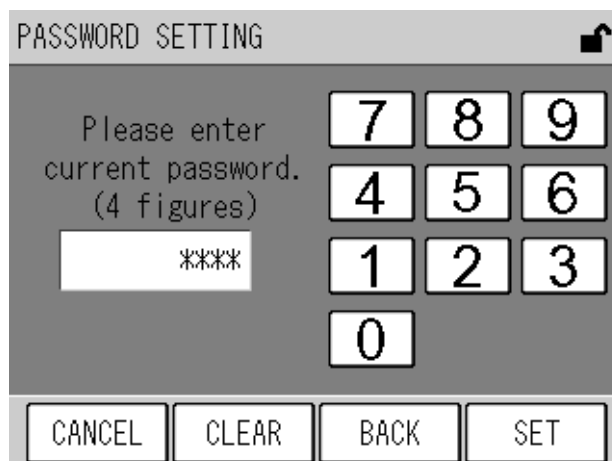 PASSWORD SETTING
Please enter
current password.
(4 figures)
****
7 8 9
4 5 6
1 2 3
0
CANCEL CLEAR BACK SET